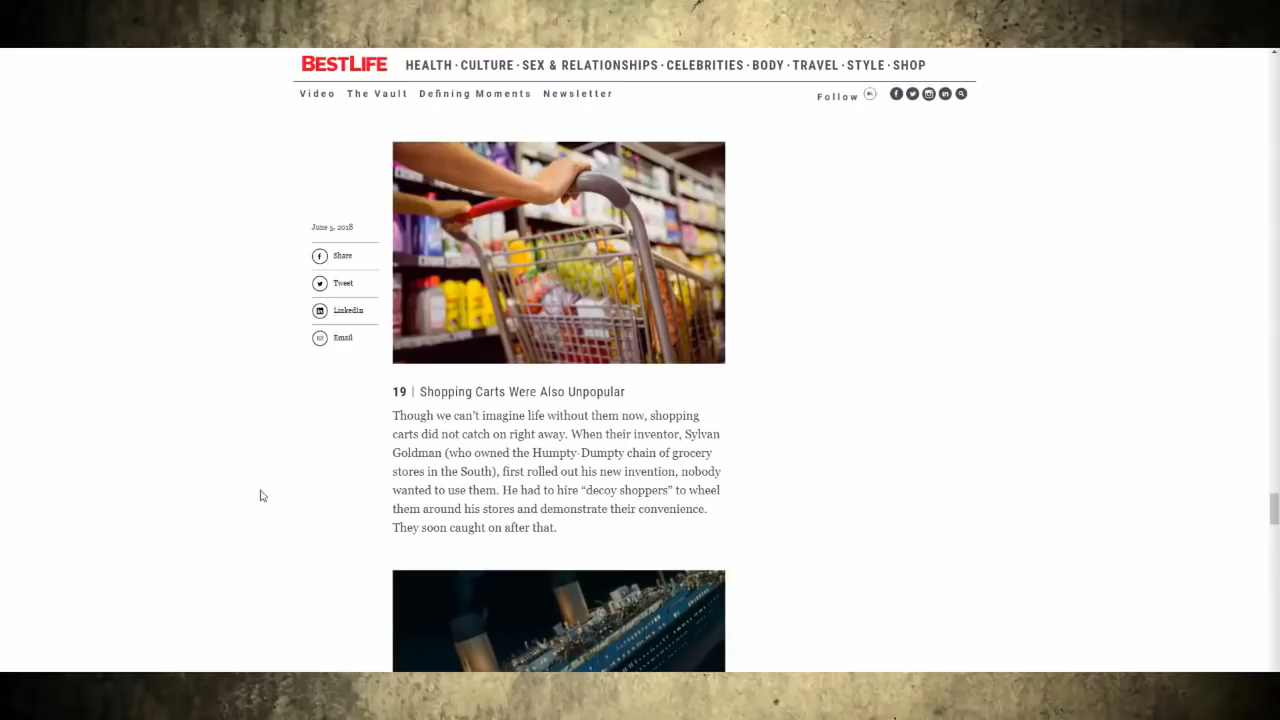 BESTLIFE HEALTH · CULTURE · SEX & RELATIONSHIPS · CELEBRITIES · BODY · TRAVEL · STYLE · SHOP
Video The Vault Defining Moments Newsletter Follow BL
June 5, 2018
Share
Tweet
LinkedIn
Email
19 | Shopping Carts Were Also Unpopular
Though we can't imagine life without them now, shopping
carts did not catch on right away. When their inventor, Sylvan
Goldman (who owned the Humpty-Dumpty chain of grocery
stores in the South), first rolled out his new invention, nobody
wanted to use them. He had to hire “decoy shoppers” to wheel
them around his stores and demonstrate their convenience.
They soon caught on after that.